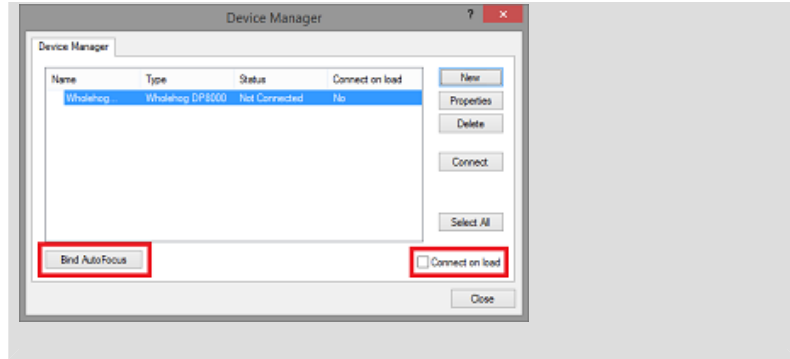 Device Manager ?
Device Manager
Name Type Status Connect on load
Wholehog... Wholehog DP8000 Not Connected No
New
Properties
Delete
Connect
Select All
Bind AutoFocus
Connect on load
Close